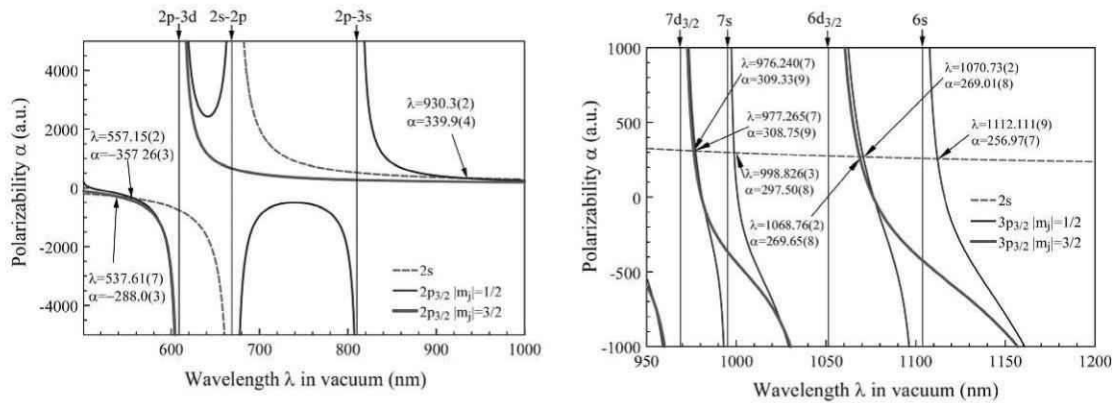 2p-3d 2s-2p 2p-3s
4000
2000
0
-2000
-4000
Polarizability α (a.u.)
λ=557.15(2)
α=-357 26(3)
λ=930.3(2)
α=339.9(4)
λ=537.61(7)
α=-288.0(3)
2s
2p3/2 |mj|=1/2
2p3/2 |mj|=3/2
600 700 800 900 1000
Wavelength λ in vacuum (nm)
7d3/2 7s 6d3/2 6s
1000
500
0
-500
-1000
Polarizability α (a.u.)
λ=976.240(7)
α=309.33(9)
λ=1070.73(2)
α=269.01(8)
λ=977.265(7)
α=308.75(9)
λ=1112.111(9)
α=256.97(7)
λ=998.826(3)
α=297.50(8)
λ=1068.76(2)
α=269.65(8)
2s
3p3/2 |mj|=1/2
3p3/2 |mj|=3/2
950 1000 1050 1100 1150 1200
Wavelength λ in vacuum (nm)